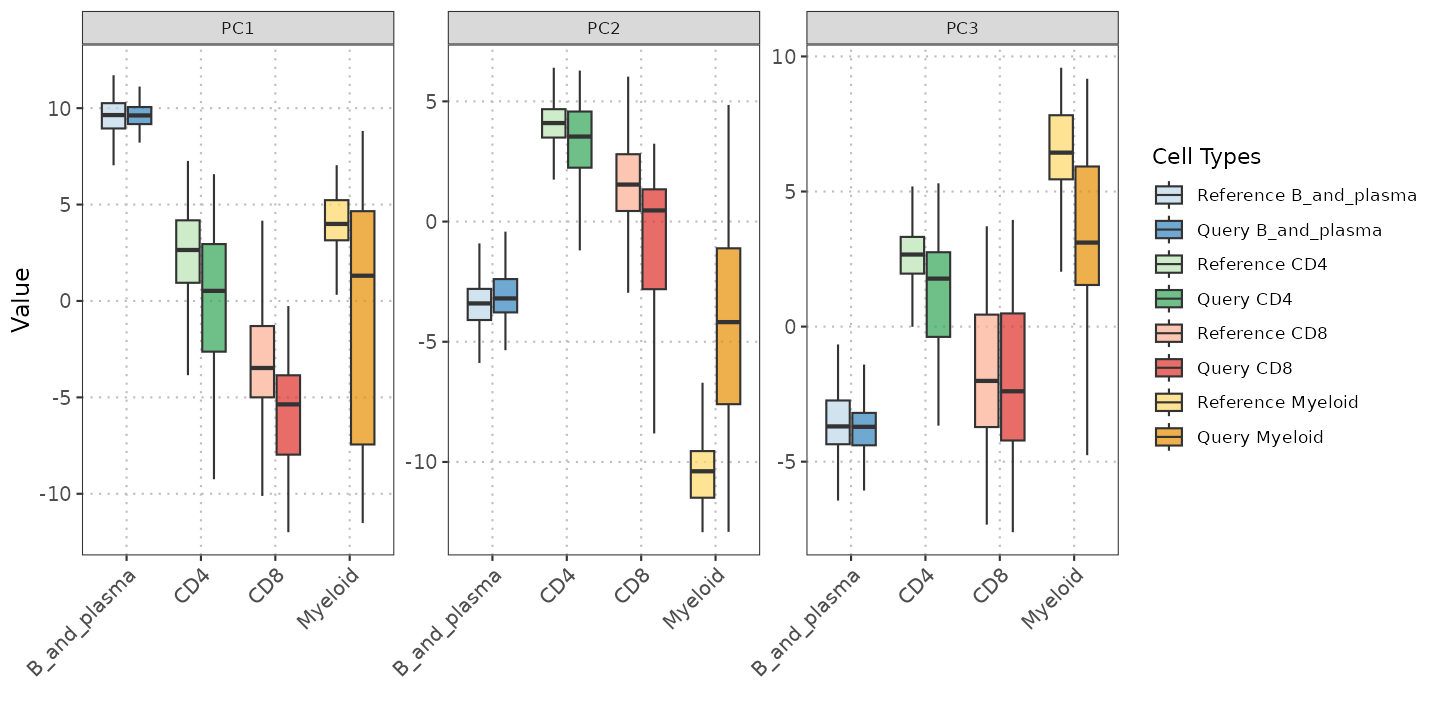 PC1
PC2
PC3
Value
10
5
0
-5
-10
5
0
-5
-10
10
5
0
-5
B_and_plasma
CD4
CD8
Myeloid
B_and_plasma
CD4
CD8
Myeloid
B_and_plasma
CD4
CD8
Myeloid
Cell Types
Reference B_and_plasma
Query B_and_plasma
Reference CD4
Query CD4
Reference CD8
Query CD8
Reference Myeloid
Query Myeloid